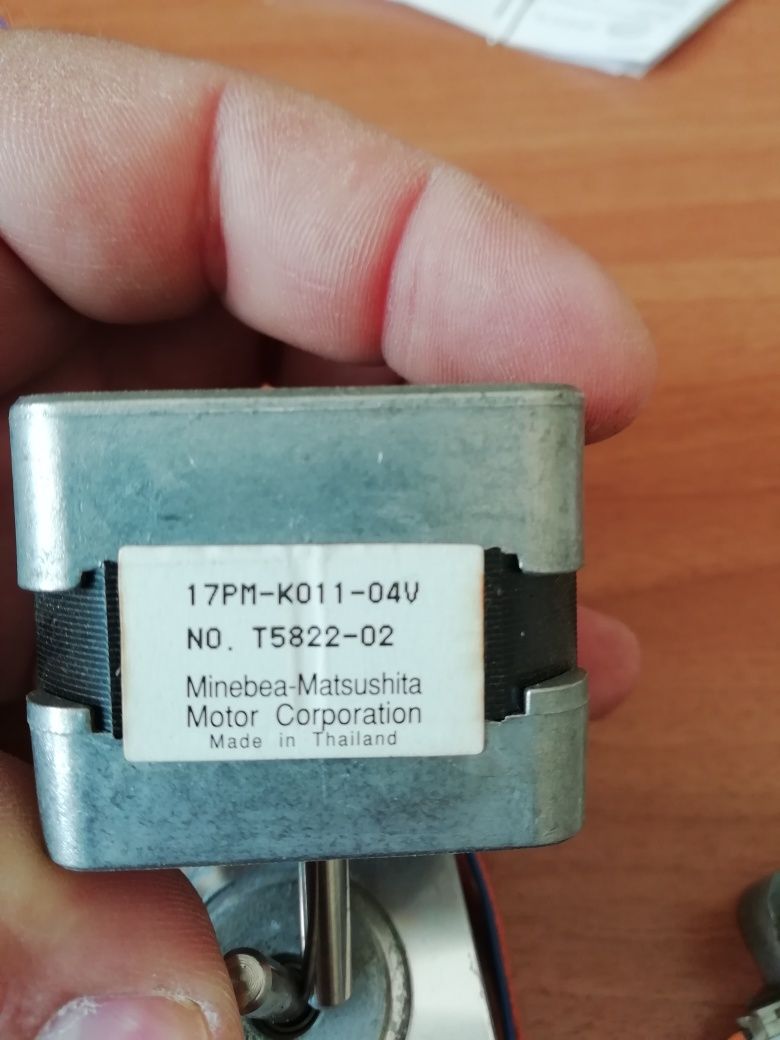 17PM-K011-04V
NO. T5822-02
Minebea-Matsushita
Motor Corporation
Made in Thailand